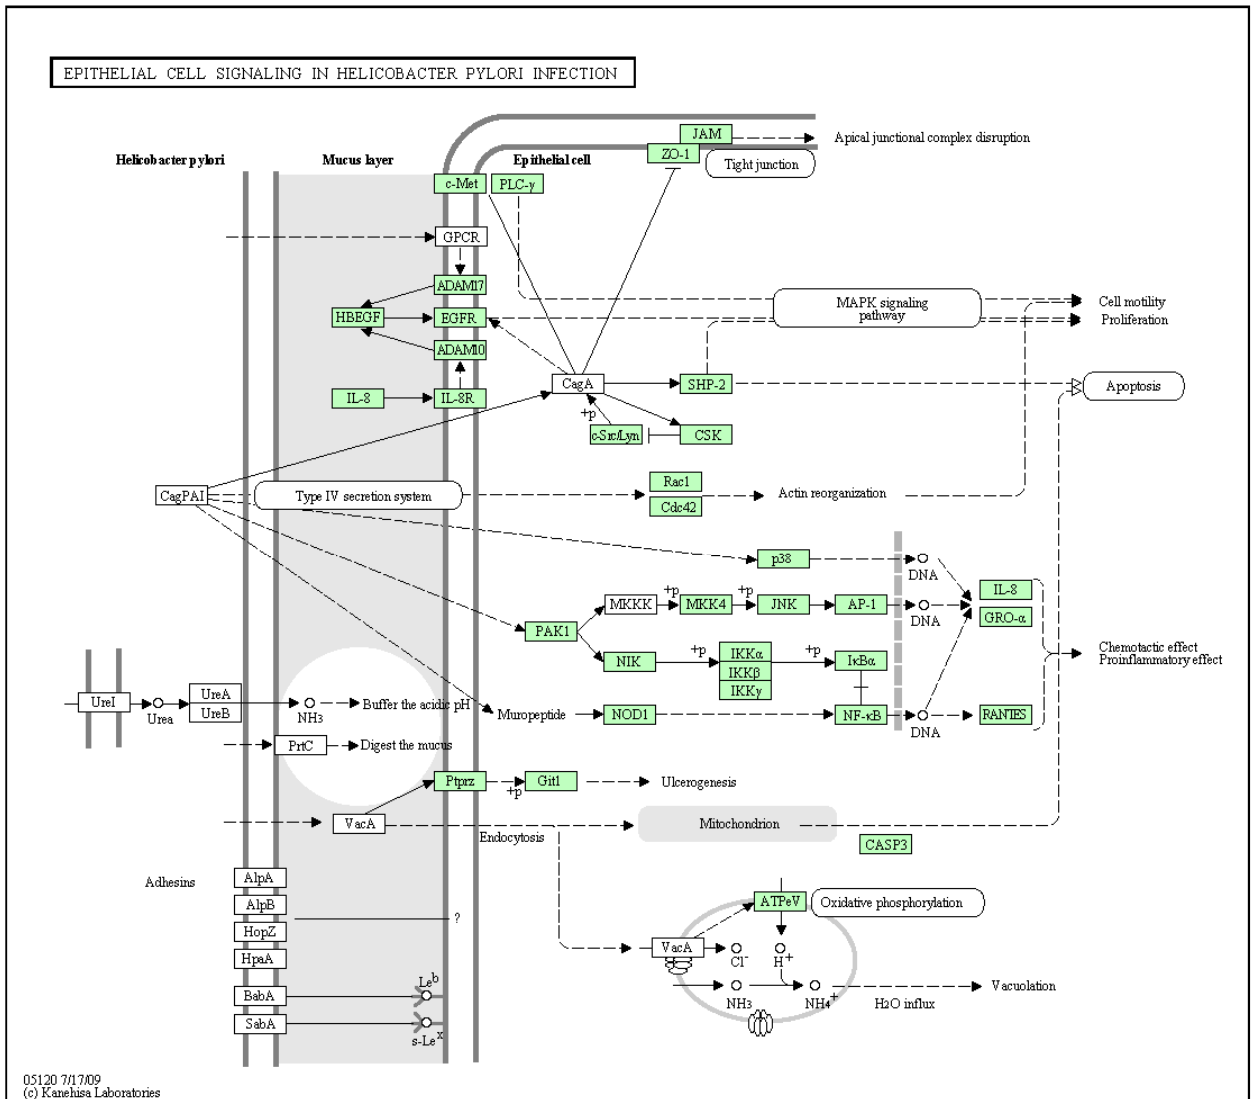 EPITHELIAL CELL SIGNALING IN HELICOBACTER PYLORI INFECTION
Helicobacter pylori
Mucus layer
Epithelial cell
JAM
Apical junctional complex disruption
ZO-1
Tight junction
c-Met
PLC-γ
GPCR
ADAM17
HBEGF
EGFR
ADAM10
MAPK signaling
pathway
Cell motility
Proliferation
IL-8
IL-8R
CagA
SHP-2
Apoptosis
+p
c-Src/Lyn
CSK
CagPAI
Type IV secretion system
Rac1
Cdc42
Actin reorganization
p38
DNA
MKKK
+p
MKK4
+p
JNK
AP-1
DNA
IL-8
GRO-α
PAK1
NIK
+p
IKKα
IKKβ
IKKγ
+p
IκBα
Chemotactic effect
Proinflammatory effect
UreI
Urea
UreA
UreB
NH3
Buffer the acidic pH
Muropeptide
NOD1
NF-κB
DNA
RANTES
PrtC
Digest the mucus
Ptprz
+p
Git1
Ulcerogenesis
VacA
Endocytosis
Mitochondrion
CASP3
Adhesins
AlpA
AlpB
HopZ
HpaA
BabA
SabA
?
Leb
s-Lex
ATPeV
Oxidative phosphorylation
VacA
Cl-
H+
NH3
NH4+
H2O influx
Vacuolation
05120 7/17/09
(c) Kanehisa Laboratories